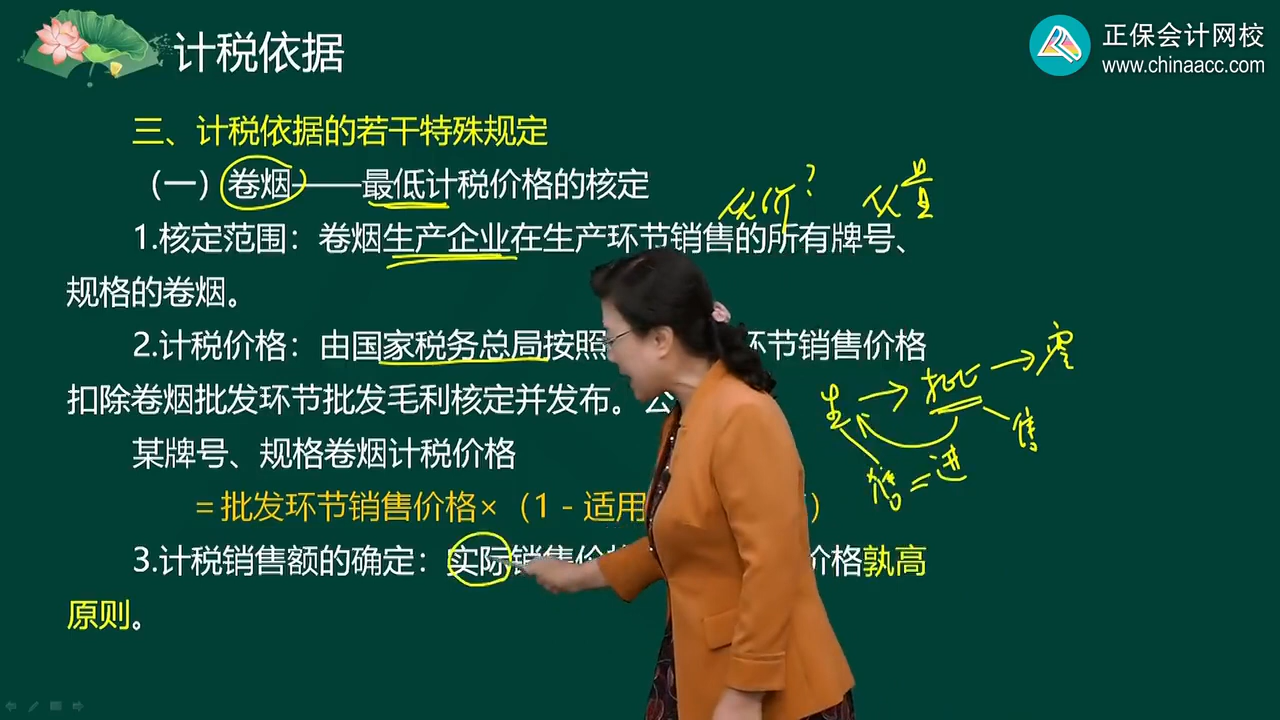 计税依据
正保会计网校
www.chinaacc.com
三、计税依据的若干特殊规定
（一）卷烟——最低计税价格的核定
从价？ 从量
1.核定范围：卷烟生产企业在生产环节销售的所有牌号、
规格的卷烟。
2.计税价格：由国家税务总局按照 环节销售价格
扣除卷烟批发环节批发毛利核定并发布。公
生 → 批 → 零
售
售 = 进
某牌号、规格卷烟计税价格
＝批发环节销售价格×（1－适用 ）
3.计税销售额的确定：实际销售价格 价格孰高
原则。